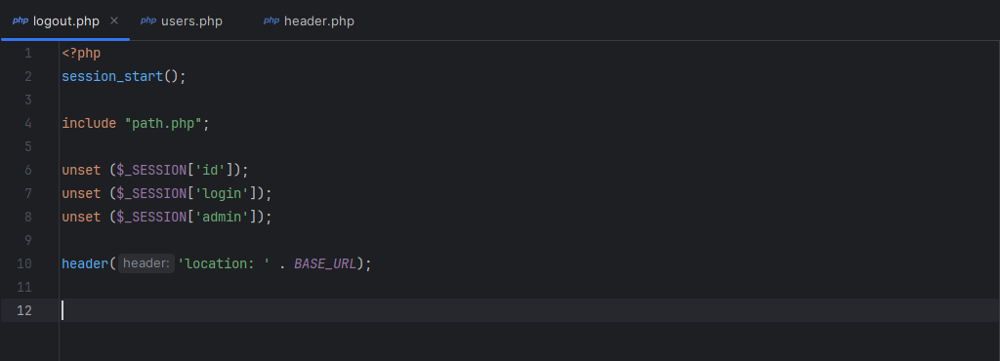 php logout.php × php users.php php header.php
1 <?php
2 session_start();
3
4 include "path.php";
5
6 unset ($_SESSION['id']);
7 unset ($_SESSION['login']);
8 unset ($_SESSION['admin']);
9
10 header( header: 'location: ' . BASE_URL);
11
12